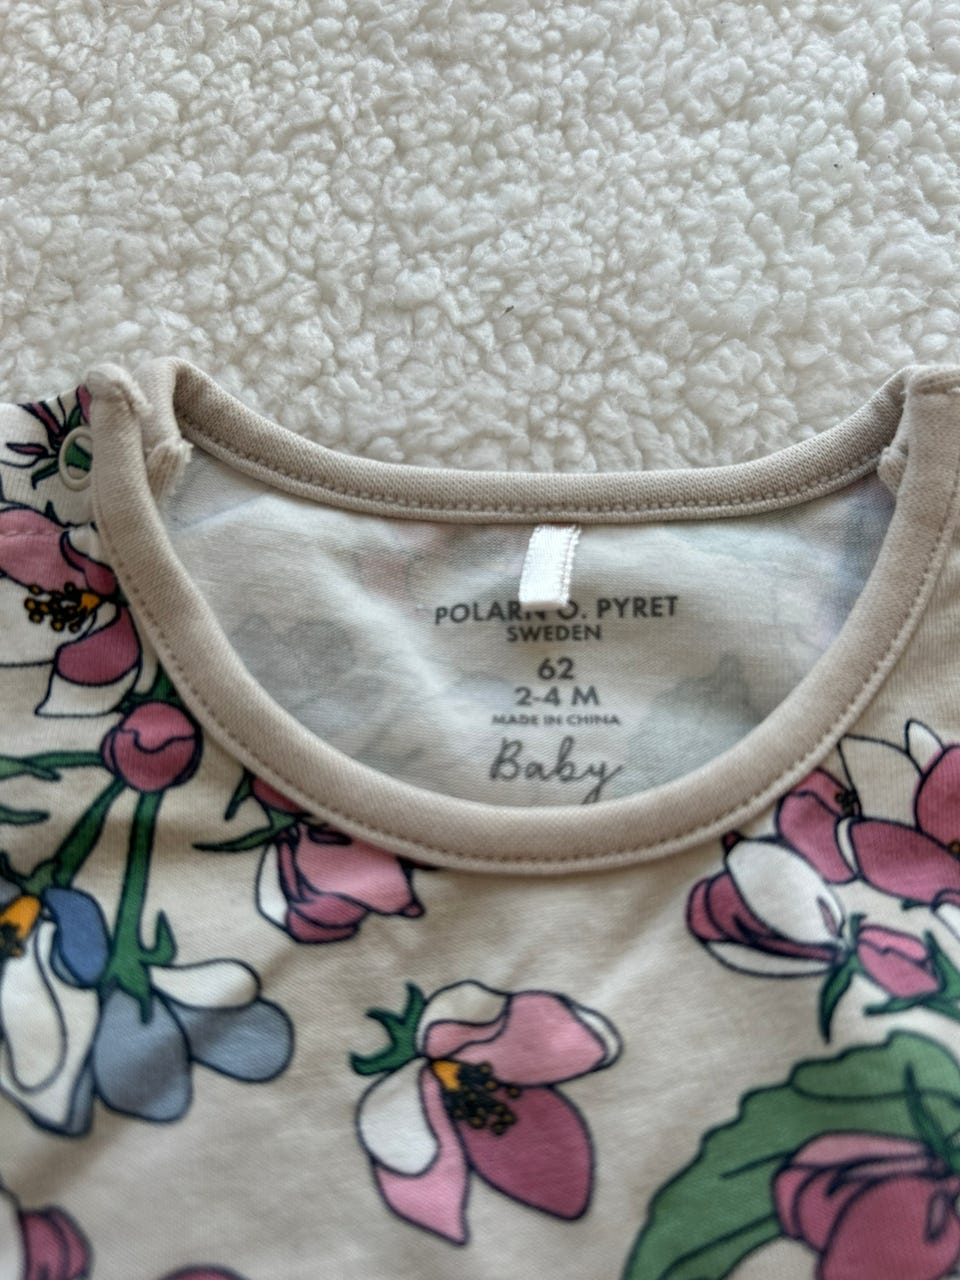 POLARN O. PYRET
SWEDEN
62
2-4 M
MADE IN CHINA
Baby